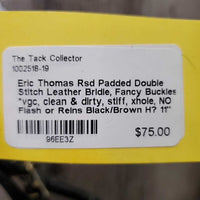 The Tack Collector
1002518-19
Eric Thomas Rsd Padded Double
Stitch Leather Bridle, Fancy Buckles
*vgc, clean & dirty, stiff, xhole, NO
Flash or Reins Black/Brown H? 11"
$75.00
96EE3Z